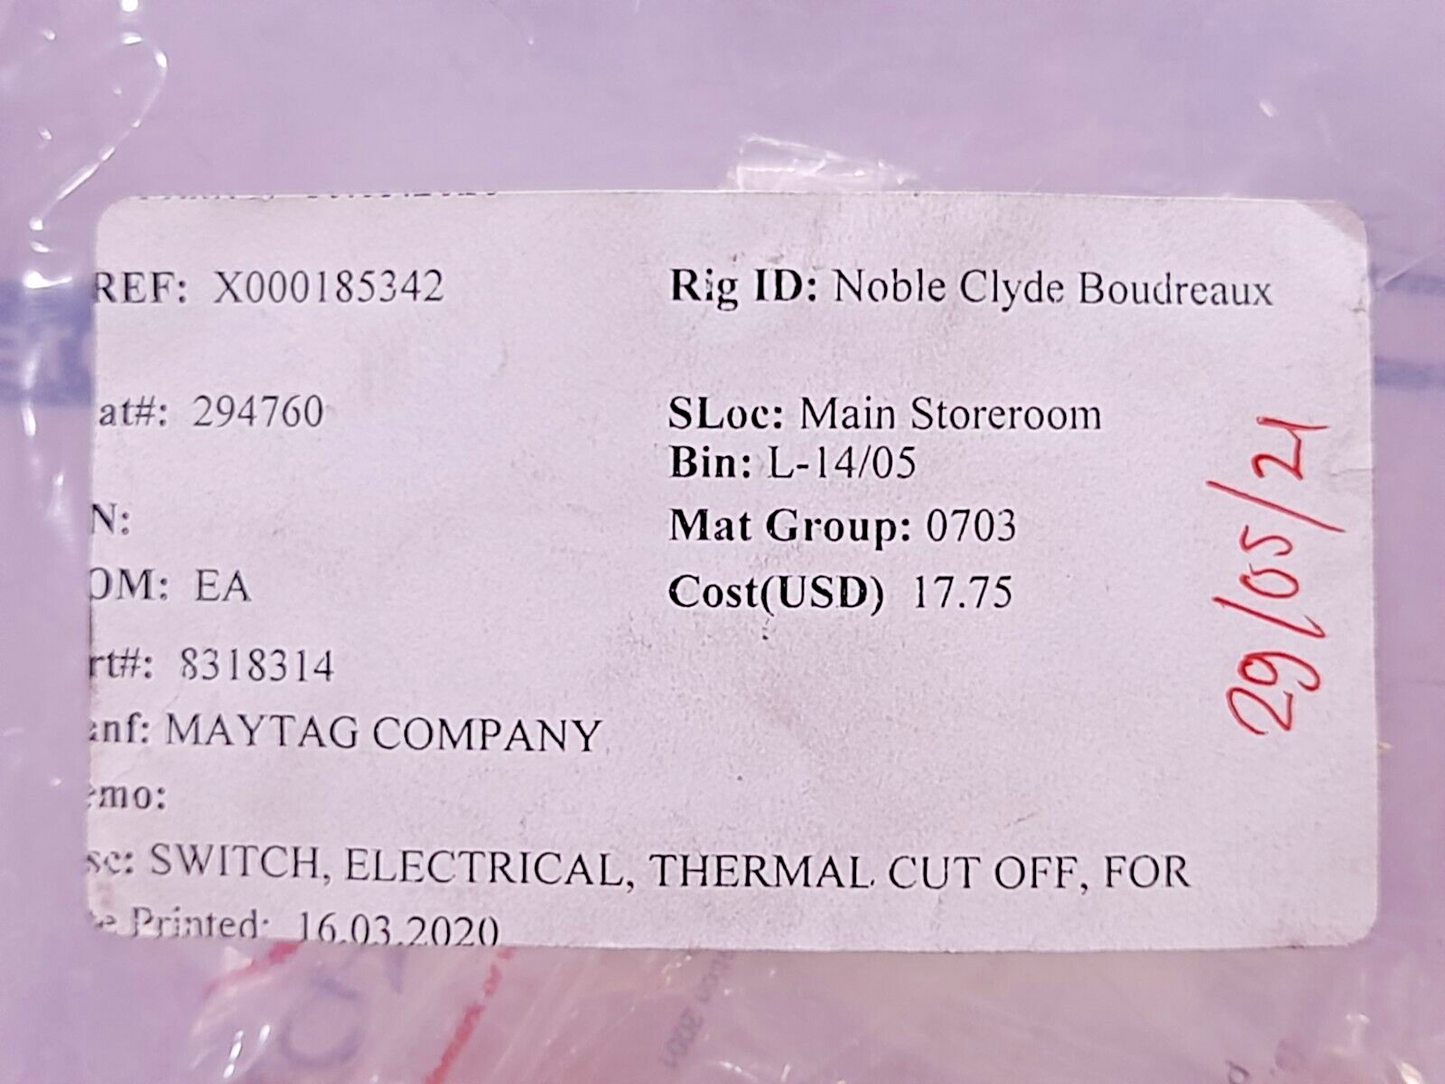 REF: X000185342
Rig ID: Noble Clyde Boudreaux
at#: 294760
SLoc: Main Storeroom
Bin: L-14/05
N:
Mat Group: 0703
OM: EA
Cost(USD) 17.75
rt#: 8318314
anf: MAYTAG COMPANY
emo:
sc: SWITCH, ELECTRICAL, THERMAL CUT OFF, FOR
e Printed: 16.03.2020
29/05/21